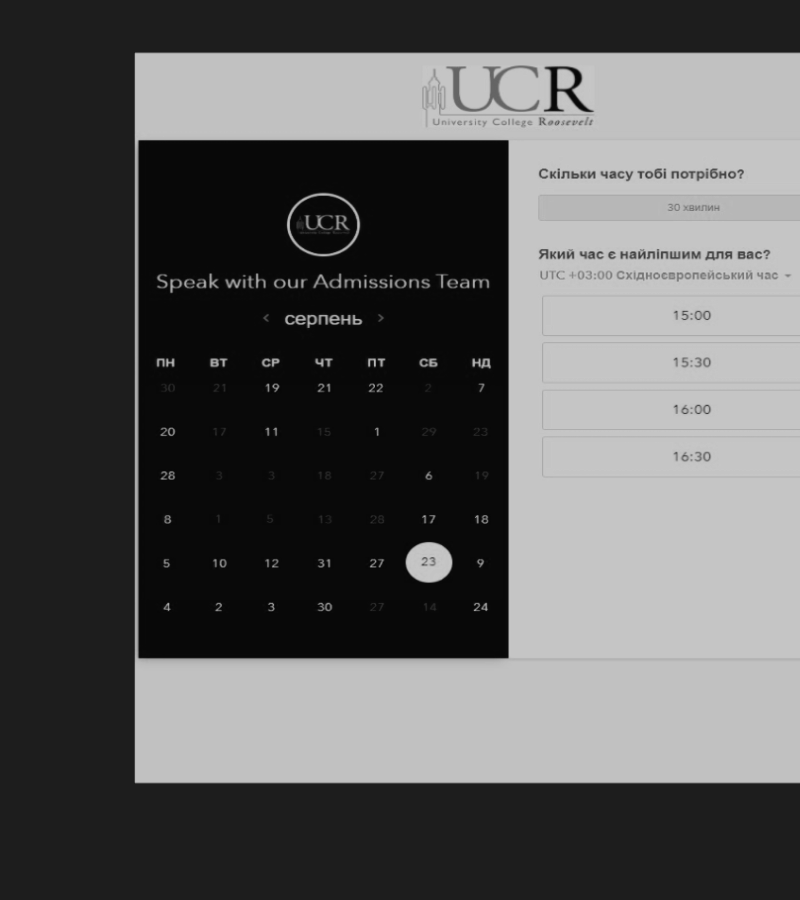 UCR
University College Roosevelt
UCR
Speak with our Admissions Team
< серпень >
ПН ВТ СР ЧТ ПТ СБ НД
30 21 19 21 22 2 7
20 17 11 15 1 29 23
28 3 3 18 27 6 19
8 1 5 13 28 17 18
5 10 12 31 27 23 9
4 2 3 30 27 14 24
Скільки часу тобі потрібно?
30 хвилин
Який час є найліпшим для вас?
UTC +03:00 Східноєвропейський час
15:00
15:30
16:00
16:30